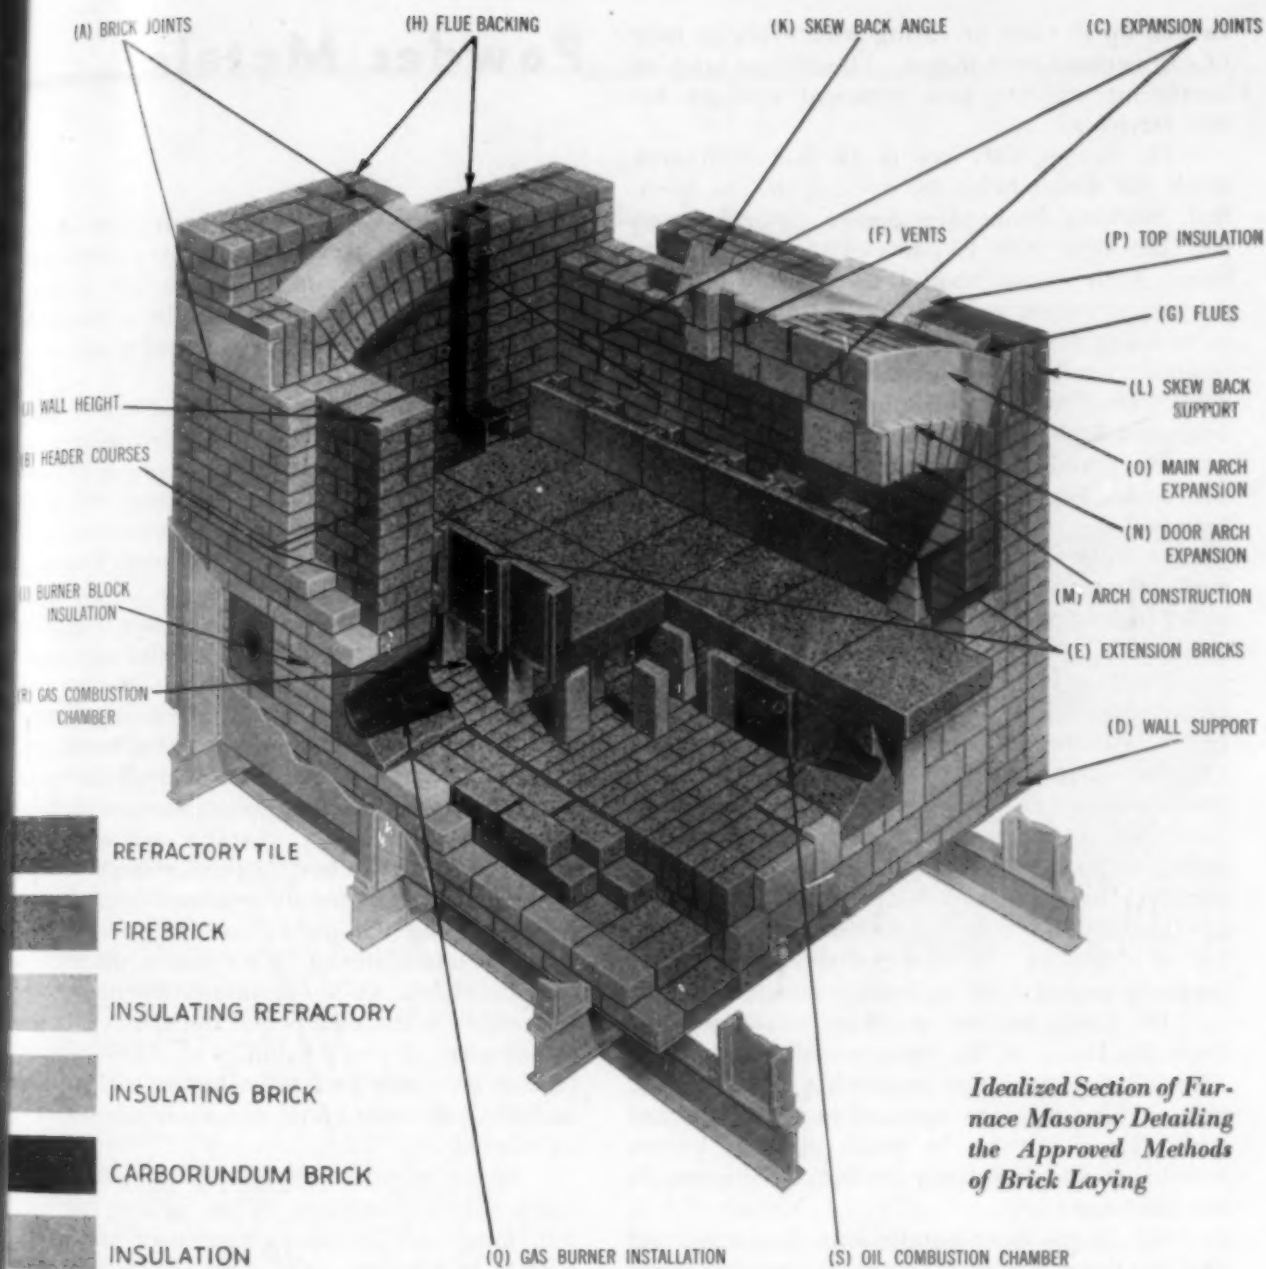 (A) BRICK JOINTS
(H) FLUE BACKING
(K) SKEW BACK ANGLE
(C) EXPANSION JOINTS
Powder Metal
(F) VENTS
(P) TOP INSULATION
(G) FLUES
(L) SKEW BACK
SUPPORT
(J) WALL HEIGHT
(B) HEADER COURSES
(O) MAIN ARCH
EXPANSION
(N) DOOR ARCH
EXPANSION
(I) BURNER BLOCK
INSULATION
(M) ARCH CONSTRUCTION
(E) EXTENSION BRICKS
(R) GAS COMBUSTION
CHAMBER
(D) WALL SUPPORT
REFRACTORY TILE
FIREBRICK
INSULATING REFRACTORY
INSULATING BRICK
CARBORUNDUM BRICK
INSULATION
Idealized Section of Fur-
nace Masonry Detailing
the Approved Methods
of Brick Laying
(Q) GAS BURNER INSTALLATION
(S) OIL COMBUSTION CHAMBER